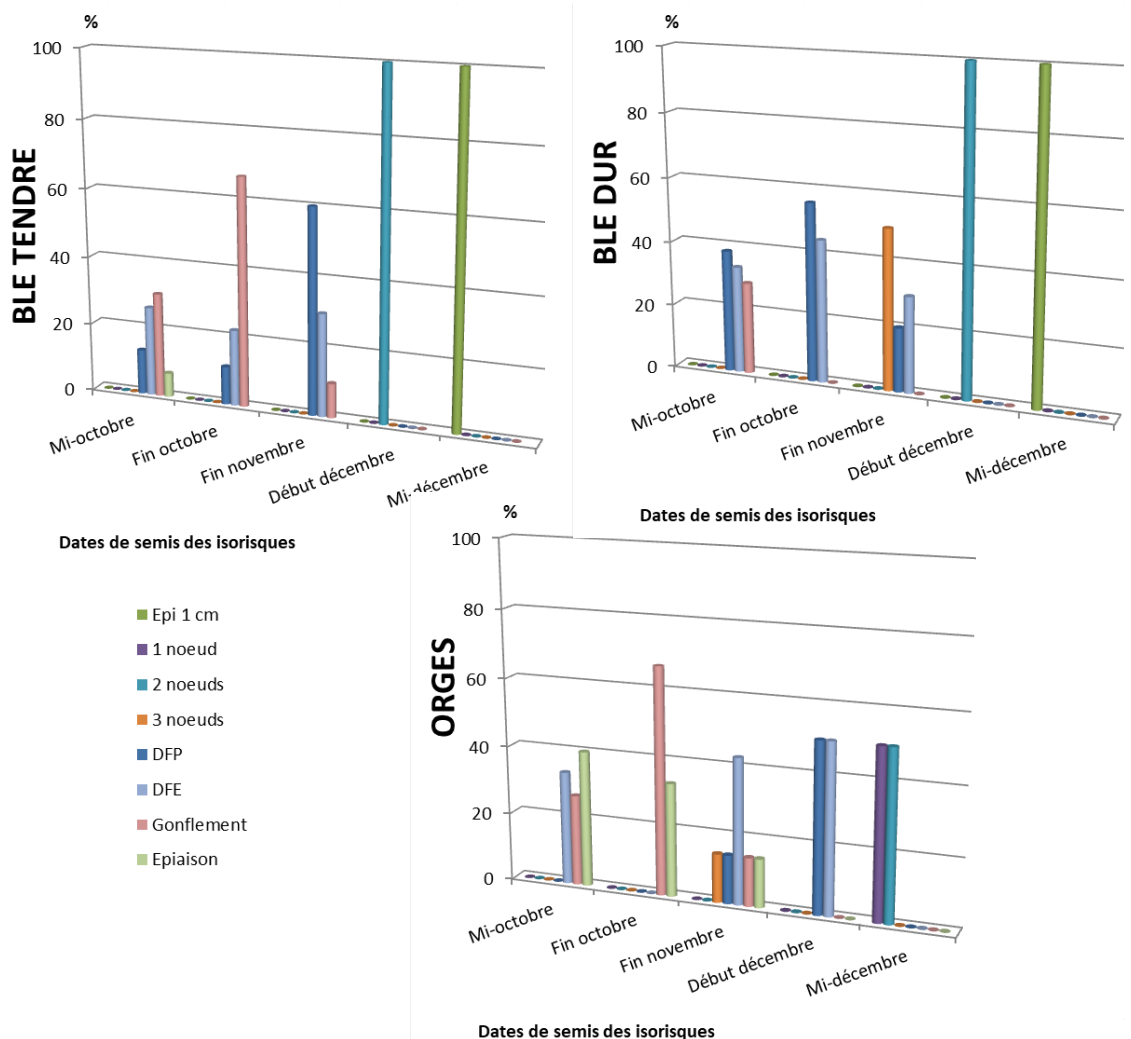 %
100
80
60
40
20
0
BLE TENDRE
Mi-octobre
Fin octobre
Fin novembre
Début décembre
Mi-décembre
Dates de semis des isorisques
%
100
80
60
40
20
0
BLE DUR
Mi-octobre
Fin octobre
Fin novembre
Début décembre
Mi-décembre
Dates de semis des isorisques
Epi 1 cm
1 noeud
2 noeuds
3 noeuds
DFP
DFE
Gonflement
Epiaison
%
100
80
60
40
20
0
ORGES
Mi-octobre
Fin octobre
Fin novembre
Début décembre
Mi-décembre
Dates de semis des isorisques